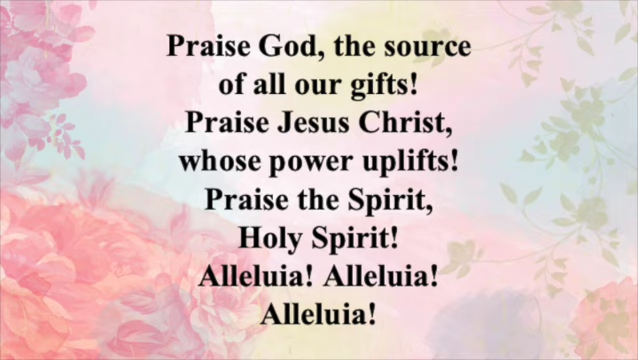 Praise God, the source
of all our gifts!
Praise Jesus Christ,
whose power uplifts!
Praise the Spirit,
Holy Spirit!
Alleluia! Alleluia!
Alleluia!